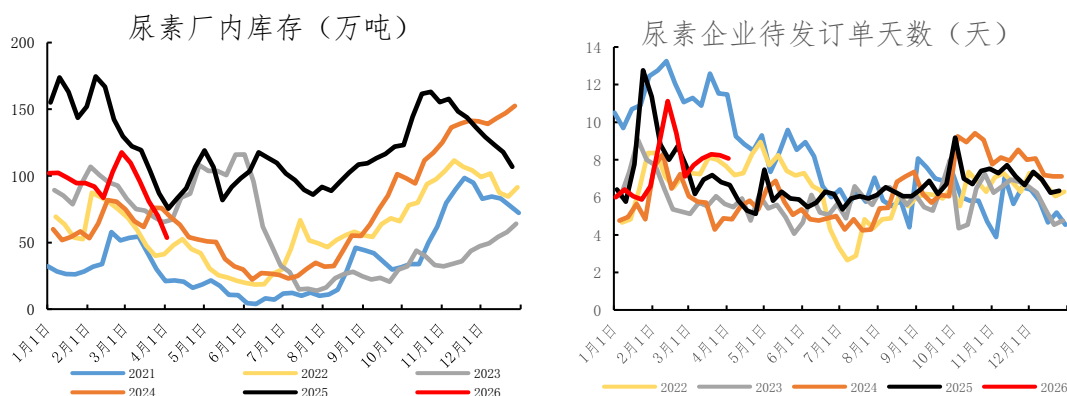 尿素厂内库存（万吨）
200
150
100
50
0
1月1日
2月1日
3月1日
4月1日
5月1日
6月1日
7月1日
8月1日
9月1日
10月1日
11月1日
12月1日
2021
2022
2023
2024
2025
2026
尿素企业待发订单天数（天）
14
12
10
8
6
4
2
0
1月1日
2月1日
3月1日
4月1日
5月1日
6月1日
7月1日
8月1日
9月1日
10月1日
11月1日
12月1日
2022
2023
2024
2025
2026